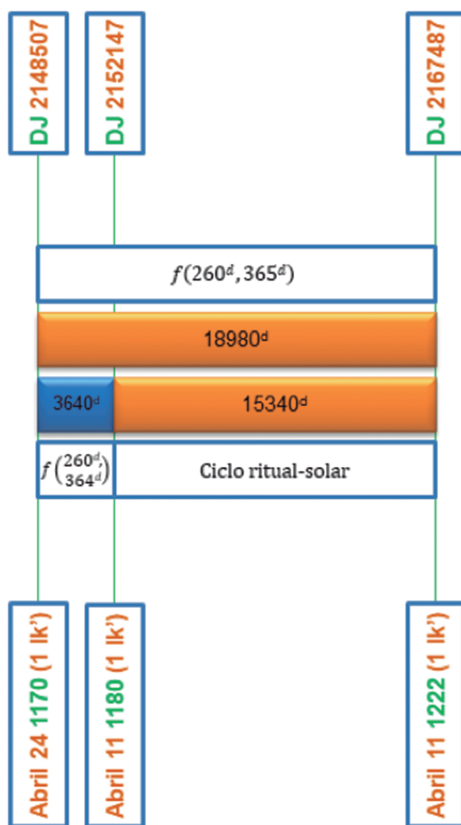 DJ 2148507
DJ 2152147
DJ 2167487
f(260ᵈ, 365ᵈ)
18980ᵈ
3640ᵈ
15340ᵈ
f(260ᵈ,
364ᵈ)
Ciclo ritual-solar
Abril 24 1170 (1 Ik’)
Abril 11 1180 (1 Ik’)
Abril 11 1222 (1 Ik’)